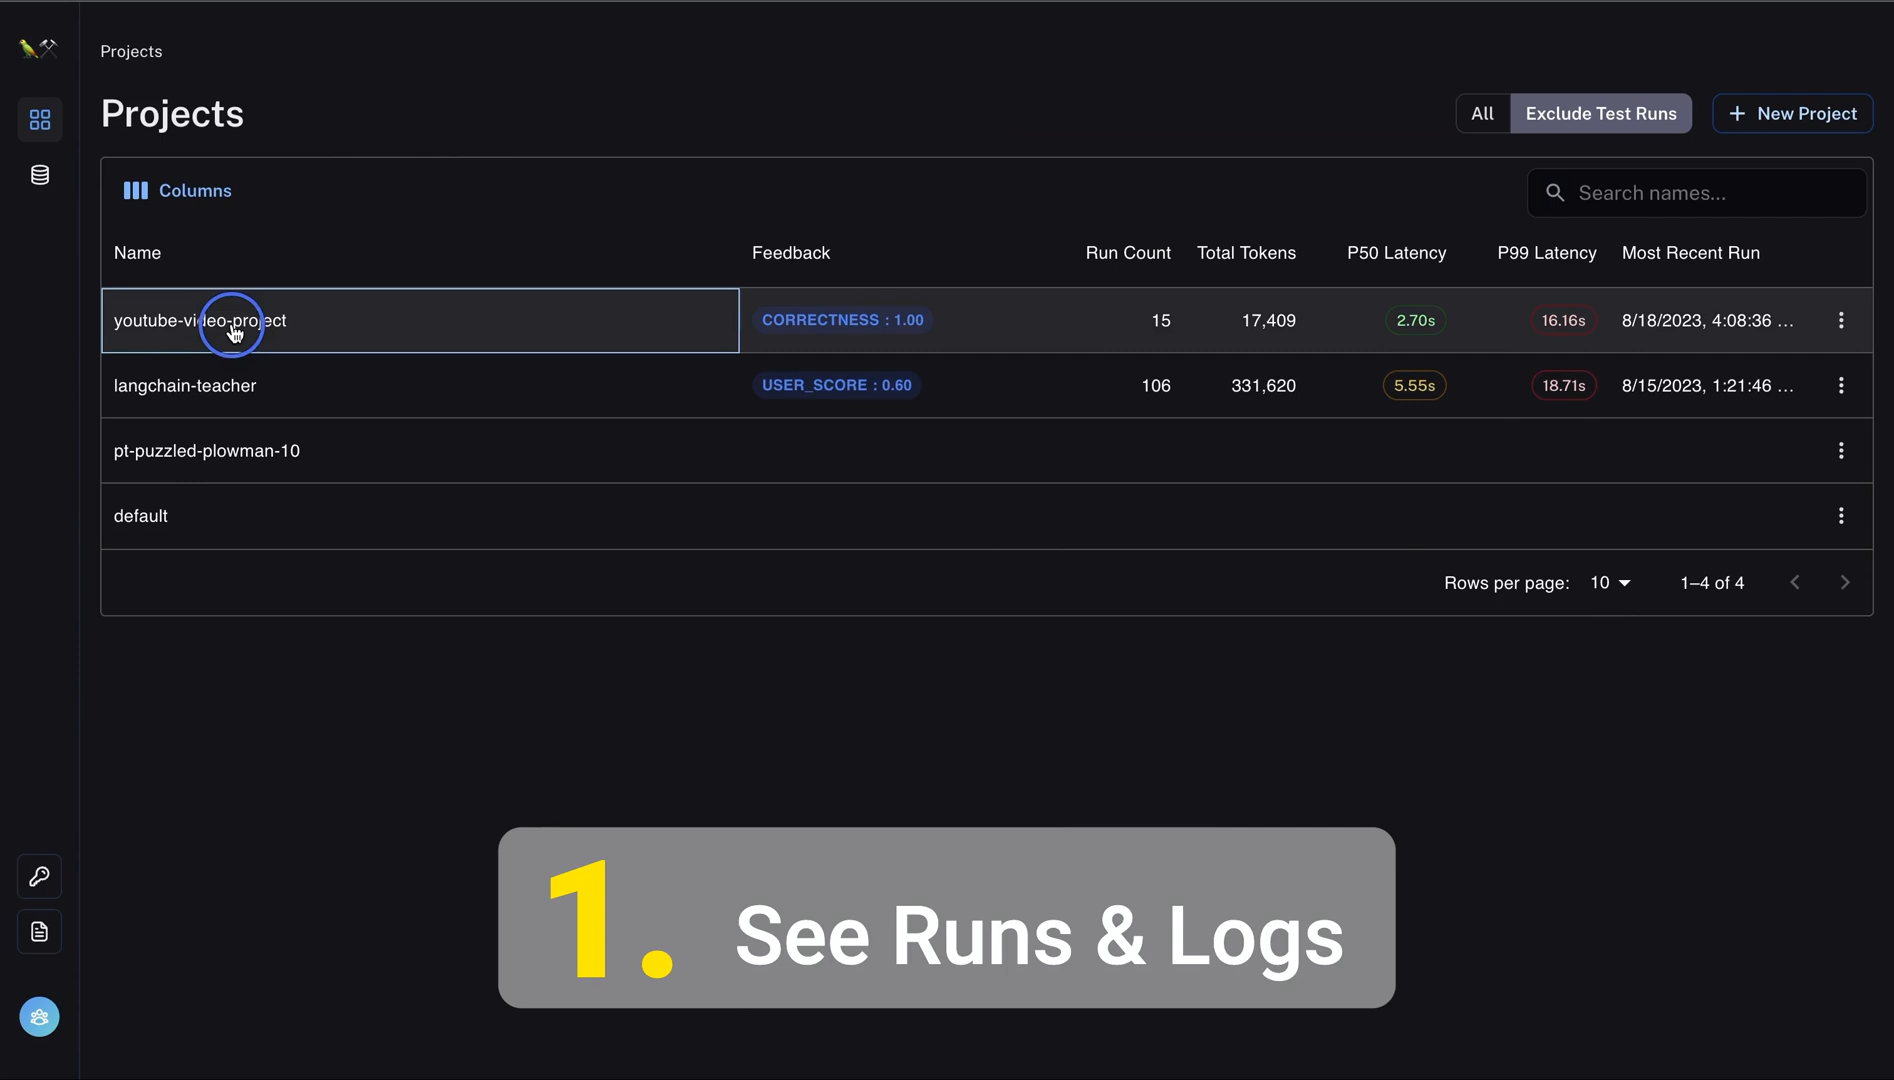 Projects
Projects
All
Exclude Test Runs
+ New Project
Columns
Search names...
Name Feedback Run Count Total Tokens P50 Latency P99 Latency Most Recent Run
youtube-video-project CORRECTNESS : 1.00 15 17,409 2.70s 16.16s 8/18/2023, 4:08:36 ...
langchain-teacher USER_SCORE : 0.60 106 331,620 5.55s 18.71s 8/15/2023, 1:21:46 ...
pt-puzzled-plowman-10
default
Rows per page: 10 1–4 of 4
1. See Runs & Logs